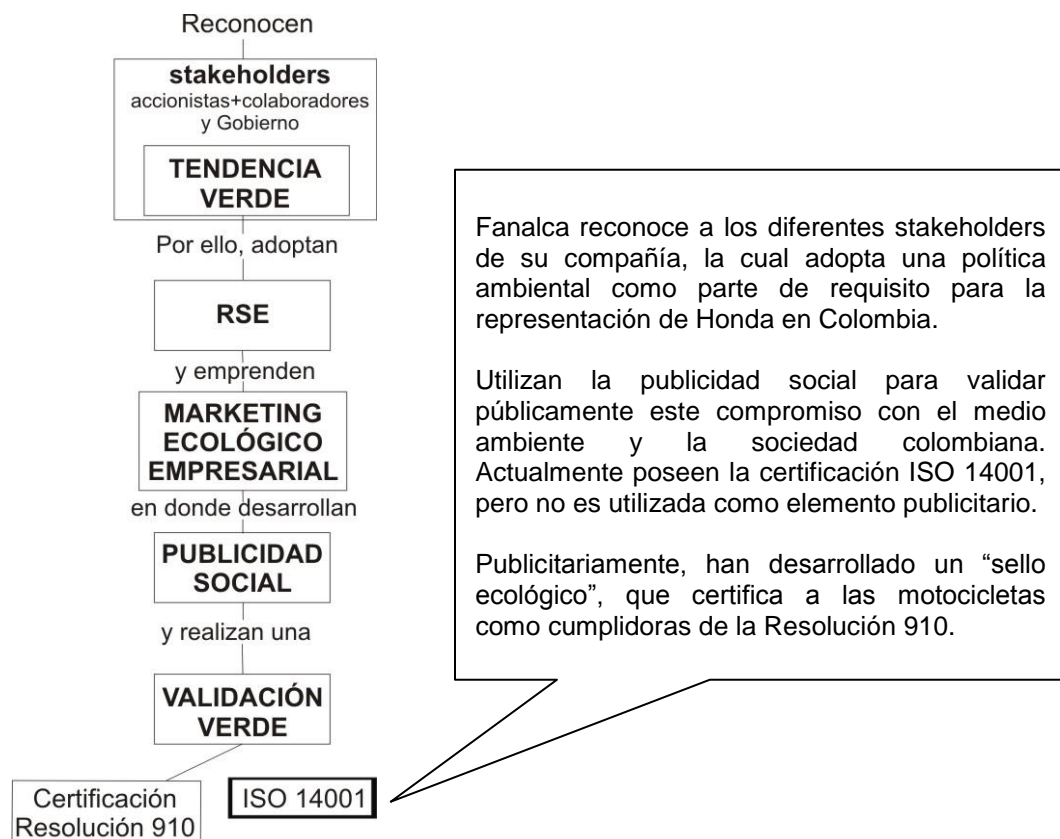 Reconocen
stakeholders
accionistas+colaboradores
y Gobierno
TENDENCIA
VERDE
Por ello, adoptan
RSE
y emprenden
MARKETING
ECOLÓGICO
EMPRESARIAL
en donde desarrollan
PUBLICIDAD
SOCIAL
y realizan una
VALIDACIÓN
VERDE
Certificación
Resolución 910
ISO 14001
Fanalca reconoce a los diferentes stakeholders
de su compañía, la cual adopta una política
ambiental como parte de requisito para la
representación de Honda en Colombia.
Utilizan la publicidad social para validar
públicamente este compromiso con el medio
ambiente y la sociedad colombiana.
Actualmente poseen la certificación ISO 14001,
pero no es utilizada como elemento publicitario.
Publicitariamente, han desarrollado un “sello
ecológico”, que certifica a las motocicletas
como cumplidoras de la Resolución 910.